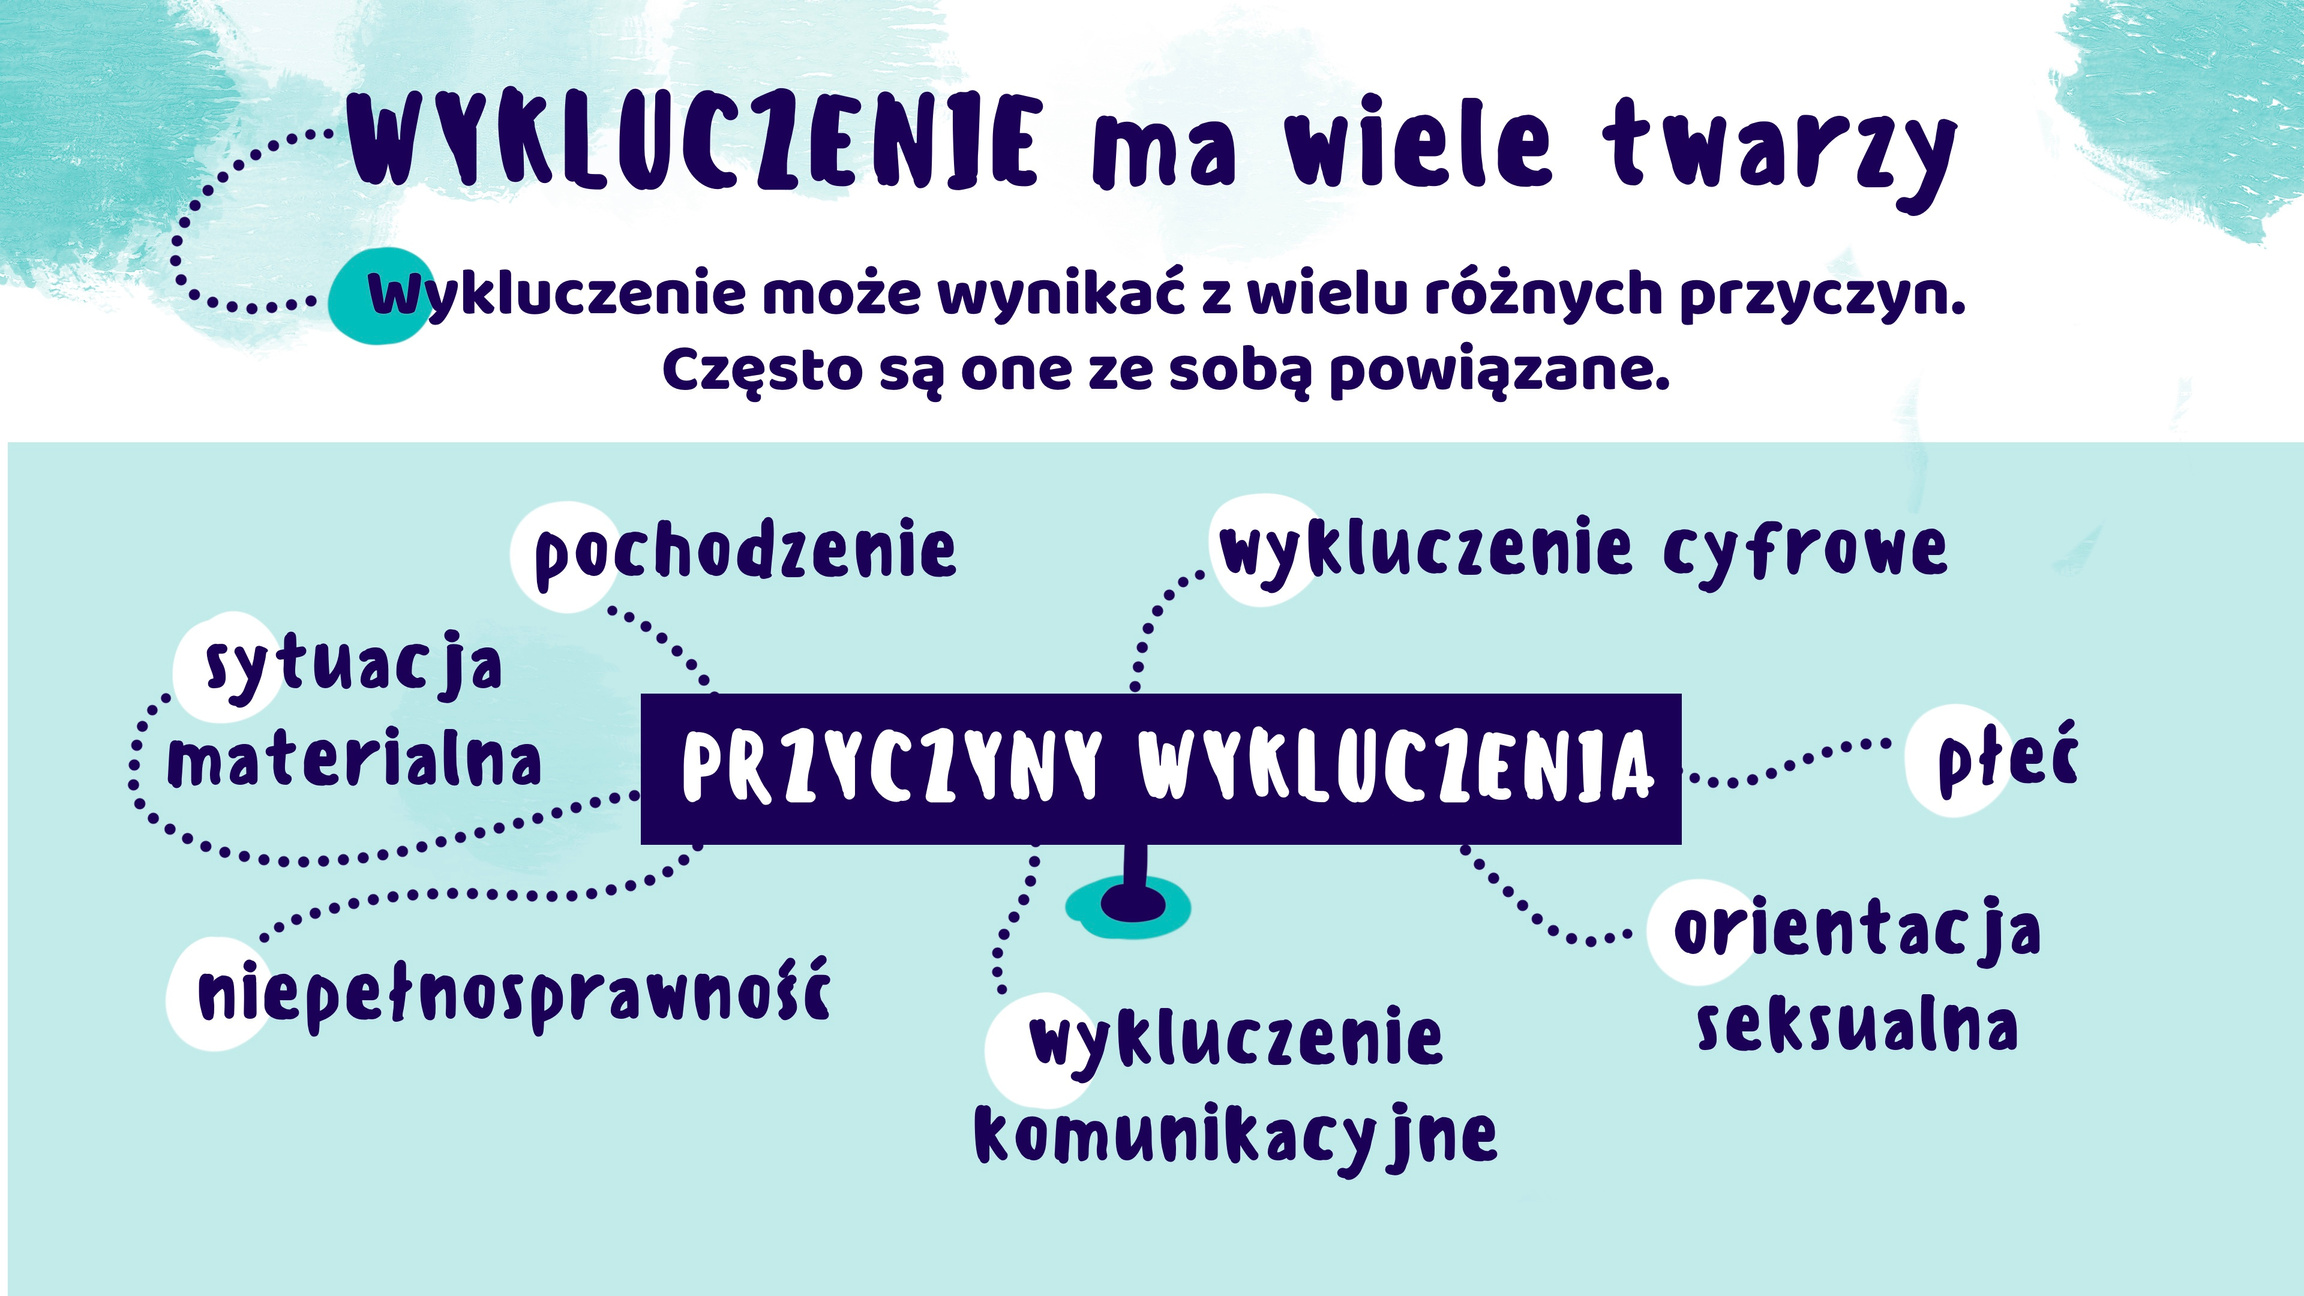 WYKLUCZENIE ma wiele twarzy
Wykluczenie może wynikać z wielu różnych przyczyn.
Często są one ze sobą powiązane.
pochodzenie
wykluczenie cyfrowe
sytuacja
materialna
PRZYCZYNY WYKLUCZENIA
płeć
niepełnosprawność
orientacja
seksualna
wykluczenie
komunikacyjne